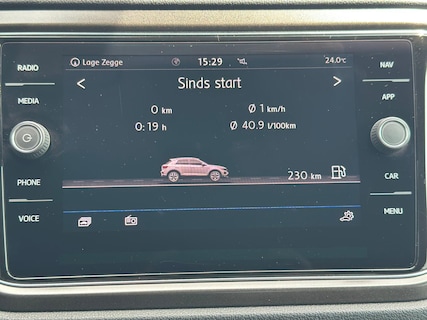 RADIO
MEDIA
PHONE
VOICE
Lage Zegge
15:29
24.0°C
< Sinds start >
0 km
Ø 1 km/h
0:19 h
Ø 40.9 l/100km
230 km
NAV
APP
CAR
MENU